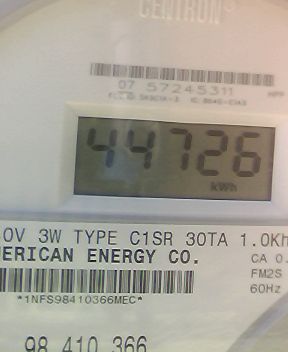 CENTRON®
07 57245311
44726
kWh
0V 3W TYPE C1SR 30TA 1.0Kh
MERICAN ENERGY CO.
CA 0.
FM2S
60Hz
*1NFS98410366MEC*
98 410 366